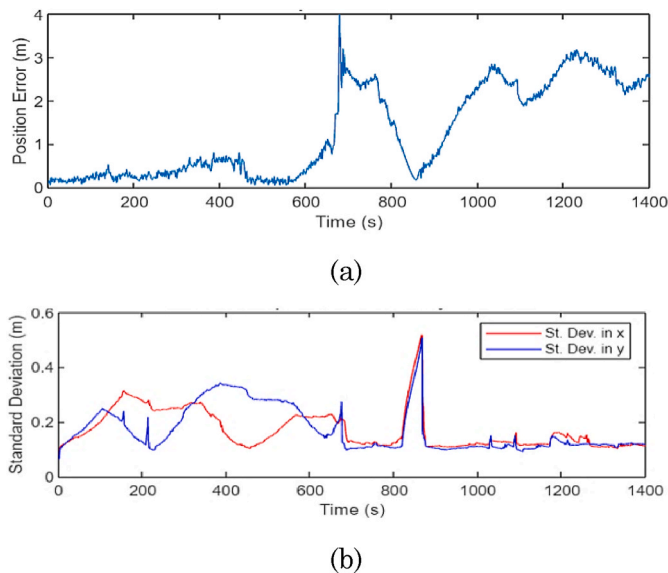 4
3
2
1
0
Position Error (m)
0 200 400 600 800 1000 1200 1400
Time (s)
(a)
0.6
0.4
0.2
0
Standard Deviation (m)
St. Dev. in x
St. Dev. in y
0 200 400 600 800 1000 1200 1400
Time (s)
(b)